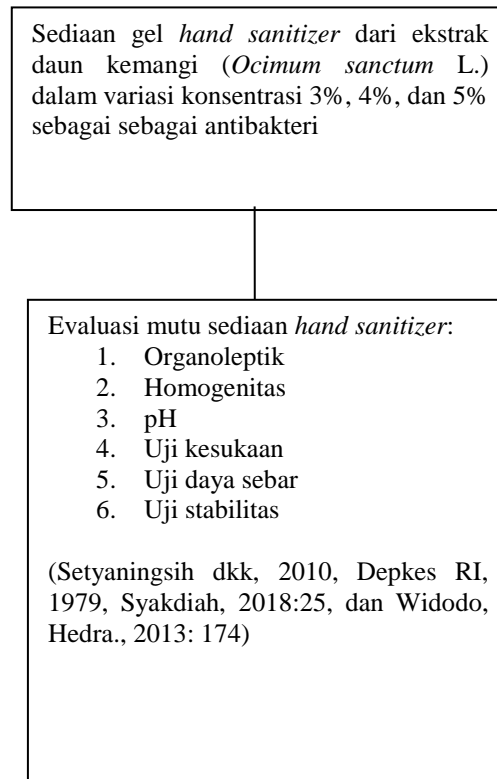 Sediaan gel hand sanitizer dari ekstrak
daun kemangi (Ocimum sanctum L.)
dalam variasi konsentrasi 3%, 4%, dan 5%
sebagai sebagai antibakteri
Evaluasi mutu sediaan hand sanitizer:
1. Organoleptik
2. Homogenitas
3. pH
4. Uji kesukaan
5. Uji daya sebar
6. Uji stabilitas
(Setyaningsih dkk, 2010, Depkes RI,
1979, Syakdiah, 2018:25, dan Widodo,
Hedra., 2013: 174)